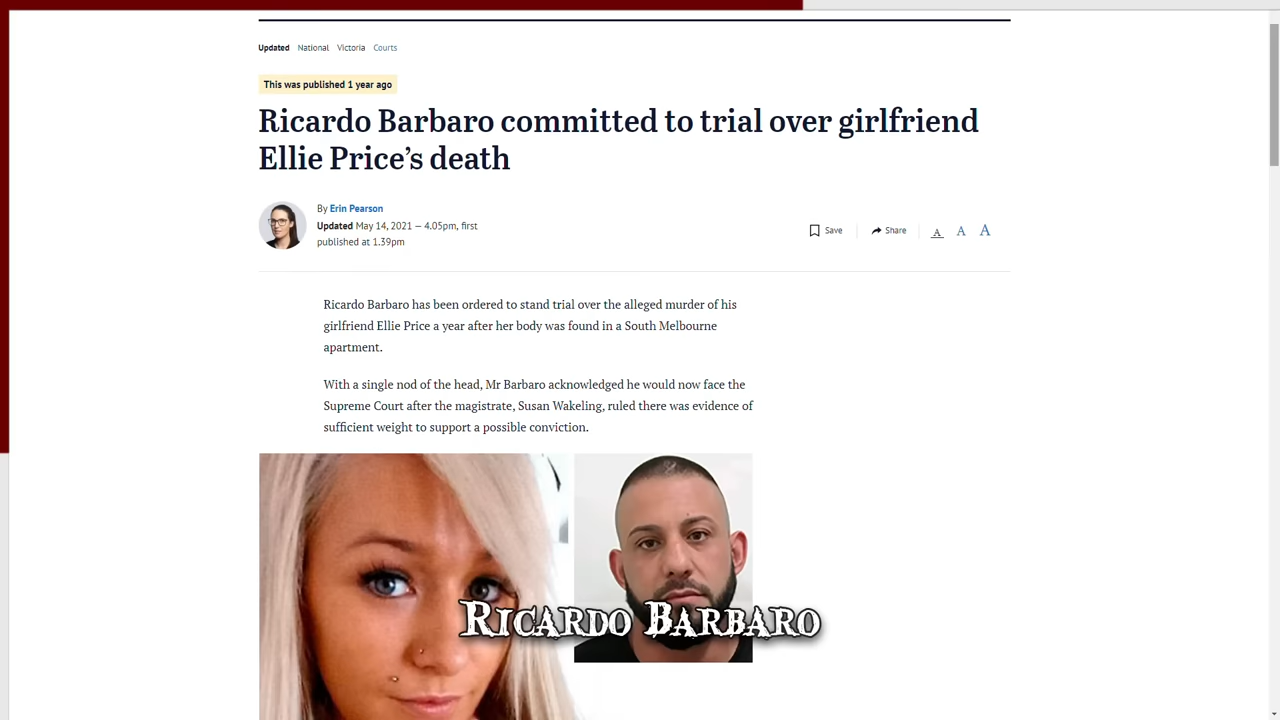 Updated National Victoria Courts
This was published 1 year ago
Ricardo Barbaro committed to trial over girlfriend
Ellie Price’s death
By Erin Pearson
Updated May 14, 2021 — 4.05pm, first
published at 1.39pm
Save Share A A A
Ricardo Barbaro has been ordered to stand trial over the alleged murder of his
girlfriend Ellie Price a year after her body was found in a South Melbourne
apartment.
With a single nod of the head, Mr Barbaro acknowledged he would now face the
Supreme Court after the magistrate, Susan Wakeling, ruled there was evidence of
sufficient weight to support a possible conviction.
Ricardo Barbaro